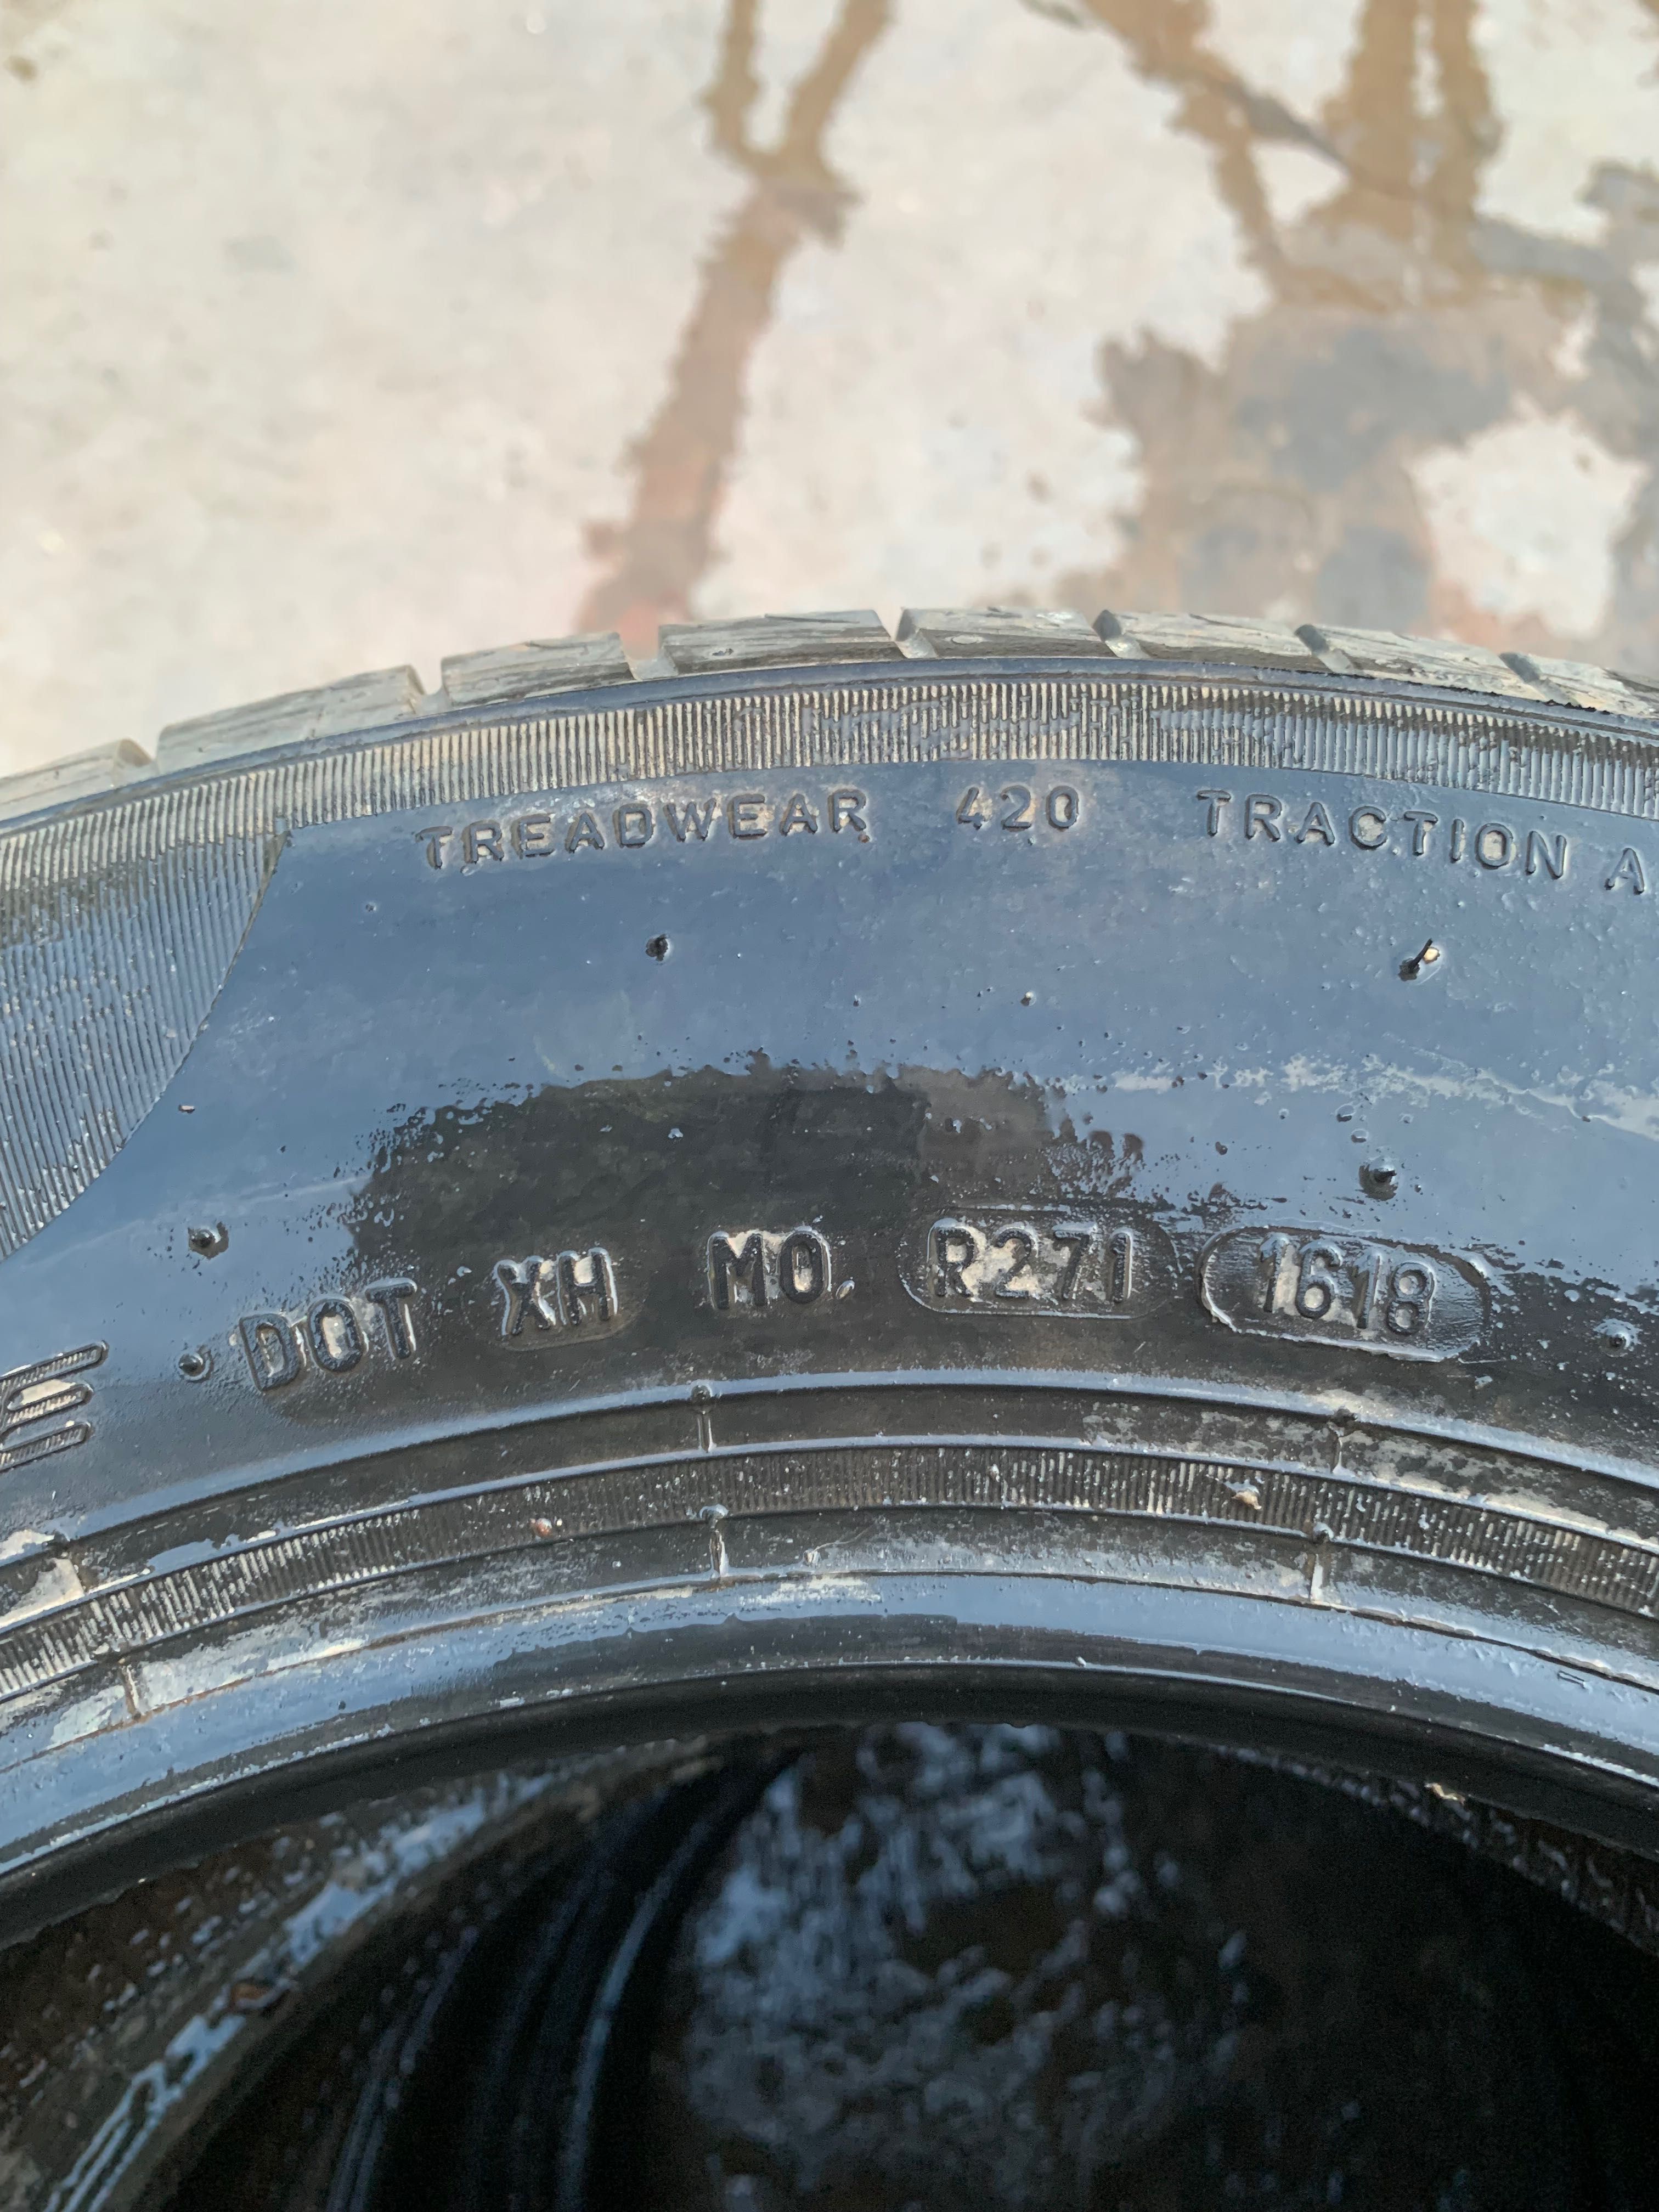 TREADWEAR 420 TRACTION A
E DOT XH MO. R271 1618